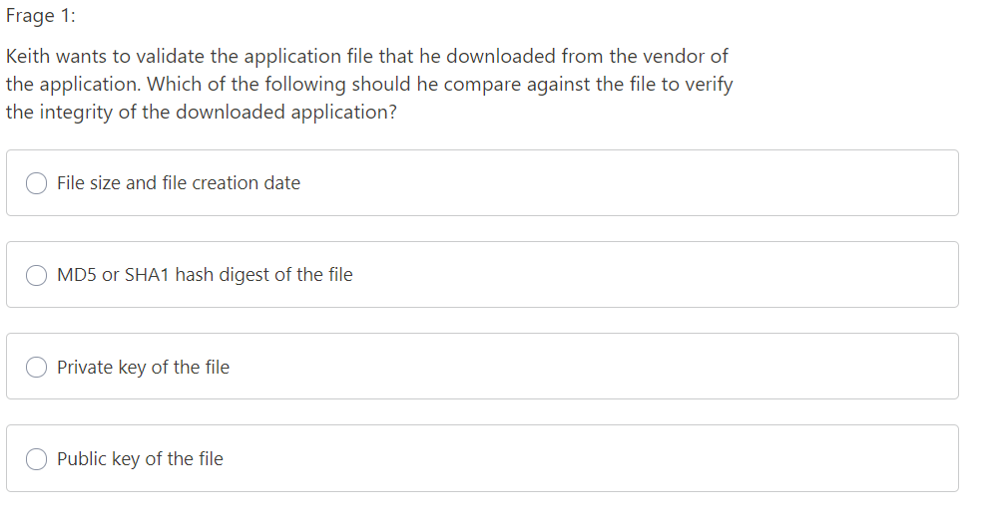 Frage 1:
Keith wants to validate the application file that he downloaded from the vendor of
the application. Which of the following should he compare against the file to verify
the integrity of the downloaded application?
File size and file creation date
MD5 or SHA1 hash digest of the file
Private key of the file
Public key of the file